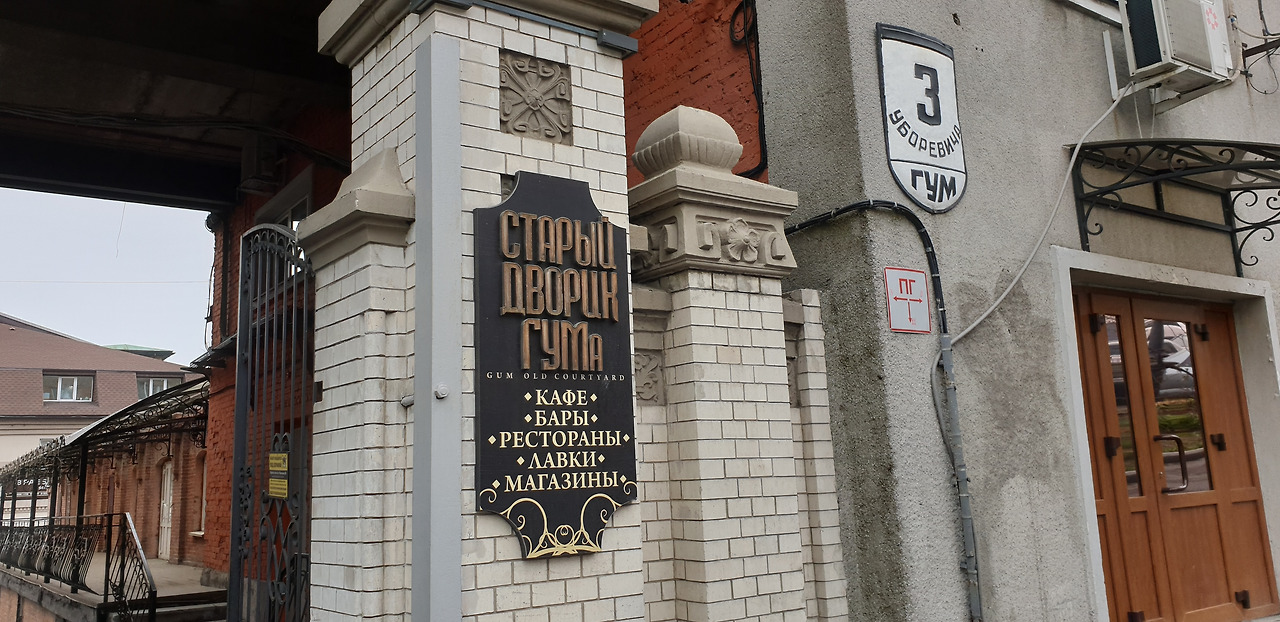 СТАРЫЙ
ДВОРИК
ГУМа
GUM OLD COURTYARD
КАФЕ
БАРЫ
РЕСТОРАНЫ
ЛАВКИ
МАГАЗИНЫ
3
УБОРЕВИЧА
ГУМ
ПГ